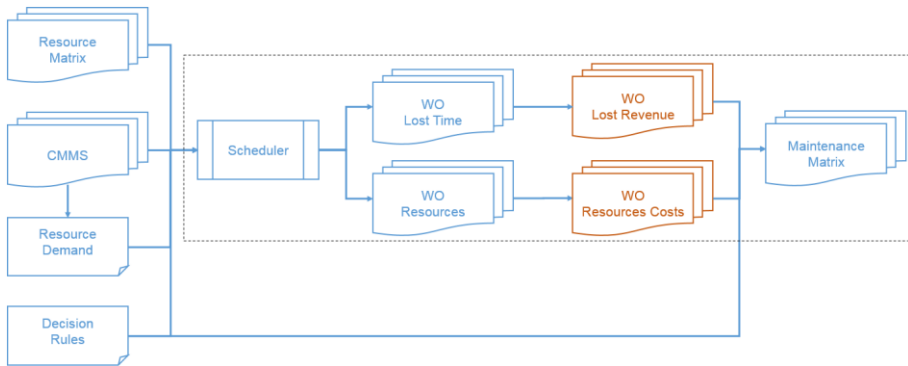 Resource
Matrix
CMMS
Resource
Demand
Decision
Rules
Scheduler
WO
Lost Time
WO
Resources
WO
Lost Revenue
WO
Resources Costs
Maintenance
Matrix